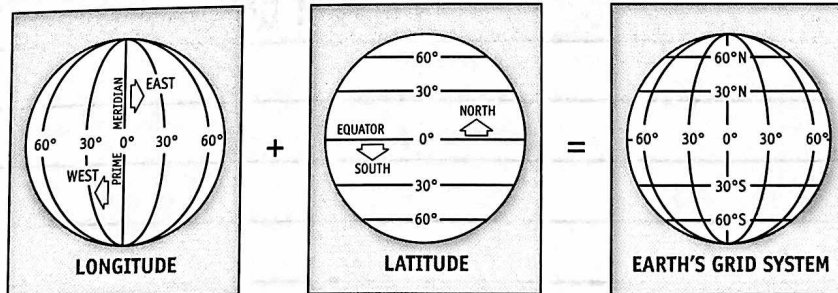 PRIME MERIDIAN
EAST
60° 30° 0° 30° 60°
WEST
LONGITUDE
+
60°
30°
NORTH
EQUATOR 0°
SOUTH
30°
60°
LATITUDE
=
60°N
30°N
60° 30° 0° 30° 60°
30°S
60°S
EARTH'S GRID SYSTEM